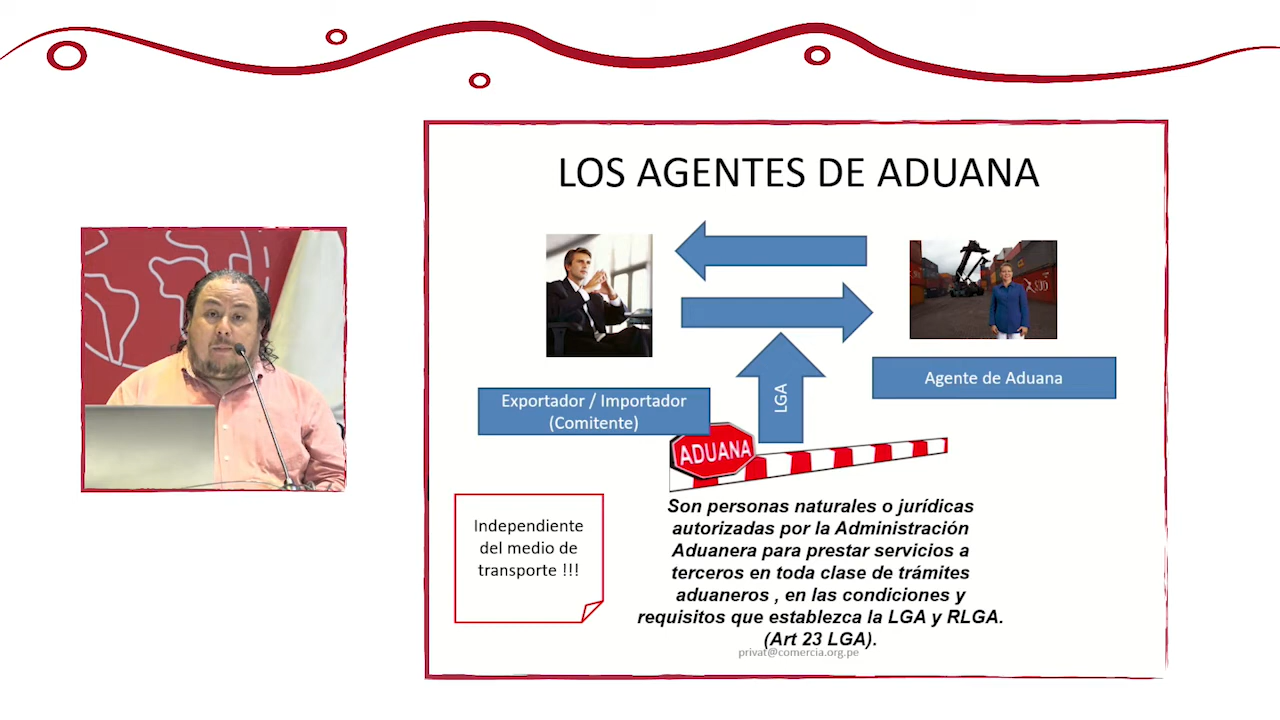 LOS AGENTES DE ADUANA
Exportador / Importador
(Comitente)
LGA
Agente de Aduana
ADUANA
Independiente
del medio de
transporte !!!
Son personas naturales o jurídicas
autorizadas por la Administración
Aduanera para prestar servicios a
terceros en toda clase de trámites
aduaneros , en las condiciones y
requisitos que establezca la LGA y RLGA.
(Art 23 LGA).
privat@comercia.org.pe